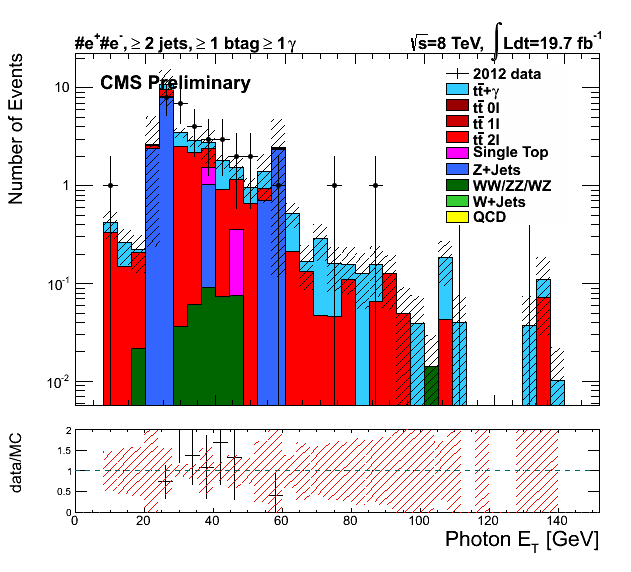 #e⁺#e⁻, ≥ 2 jets, ≥ 1 btag ≥ 1 γ
√s=8 TeV, ∫ Ldt=19.7 fb⁻¹
CMS Preliminary
Number of Events
10
1
10⁻¹
10⁻²
2012 data
tt̄+γ
tt̄ 0l
tt̄ 1l
tt̄ 2l
Single Top
Z+Jets
WW/ZZ/WZ
W+Jets
QCD
data/MC
2
1.5
1
0.5
0
0 20 40 60 80 100 120 140
Photon E_T [GeV]